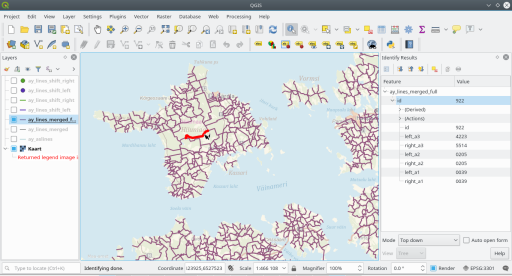 QGIS
Project Edit View Layer Settings Plugins Vector Raster Database Web Processing Help
Layers
ay_lines_shift_right
ay_lines_shift_left
ay_lines_shift_right
ay_lines_shift_left
ay_lines_merged_f...
ay_lines_merged
Kaart
Returned legend image i
Vormsi
Väinameri
Identify Results
Feature Value
ay_lines_merged_full
id 922
(Derived)
(Actions)
id 922
left_a3 4223
right_a3 5514
left_a2 0205
right_a2 0205
left_a1 0039
right_a1 0039
Mode Top down Auto open form
View Tree Help
Type to locate (Ctrl+K) Identifying done. Coordinate 423925,6527523 Scale 1:466 108 Magnifier 100% Rotation 0.0 ° EPSG:3301